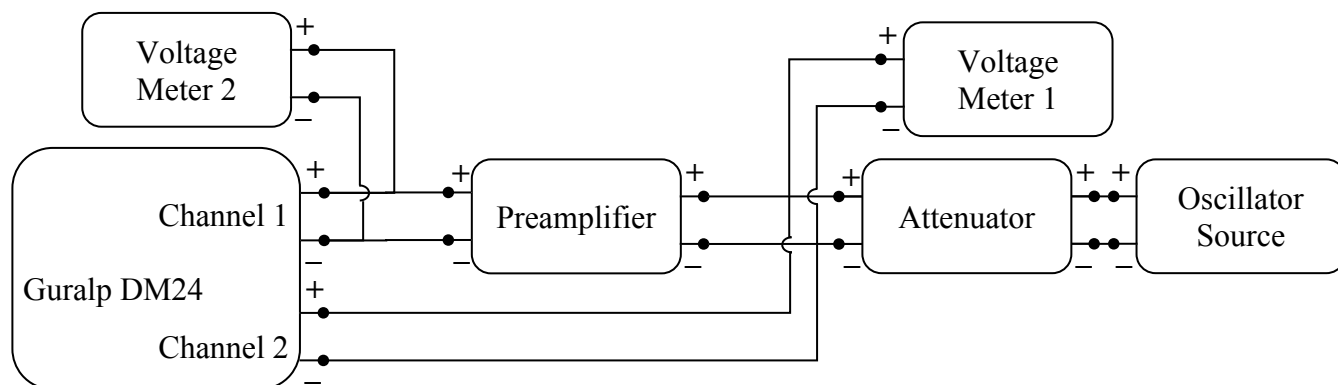 +
Voltage
Meter 2
−
+
Voltage
Meter 1
−
+
Channel 1
−
Guralp DM24
+
Channel 2
−
+
Preamplifier
−
+
−
+
Attenuator
−
+ +
− −
Oscillator
Source